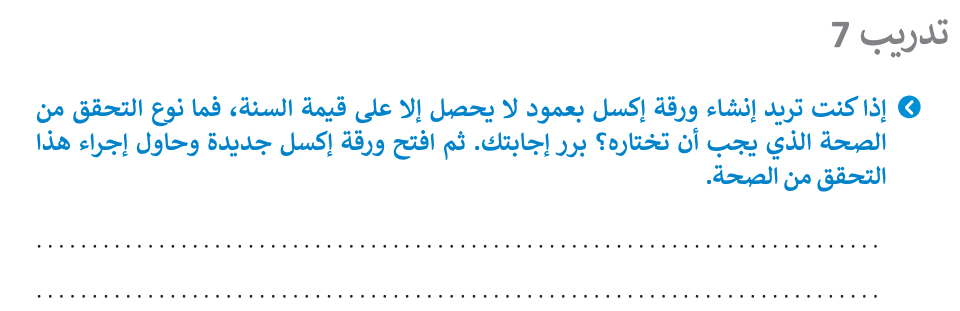 تدريب 7
إذا كنت تريد إنشاء ورقة إكسل بعمود لا يحصل إلا على قيمة السنة، فما نوع التحقق من
الصحة الذي يجب أن تختاره؟ برر إجابتك. ثم افتح ورقة إكسل جديدة وحاول إجراء هذا
التحقق من الصحة.